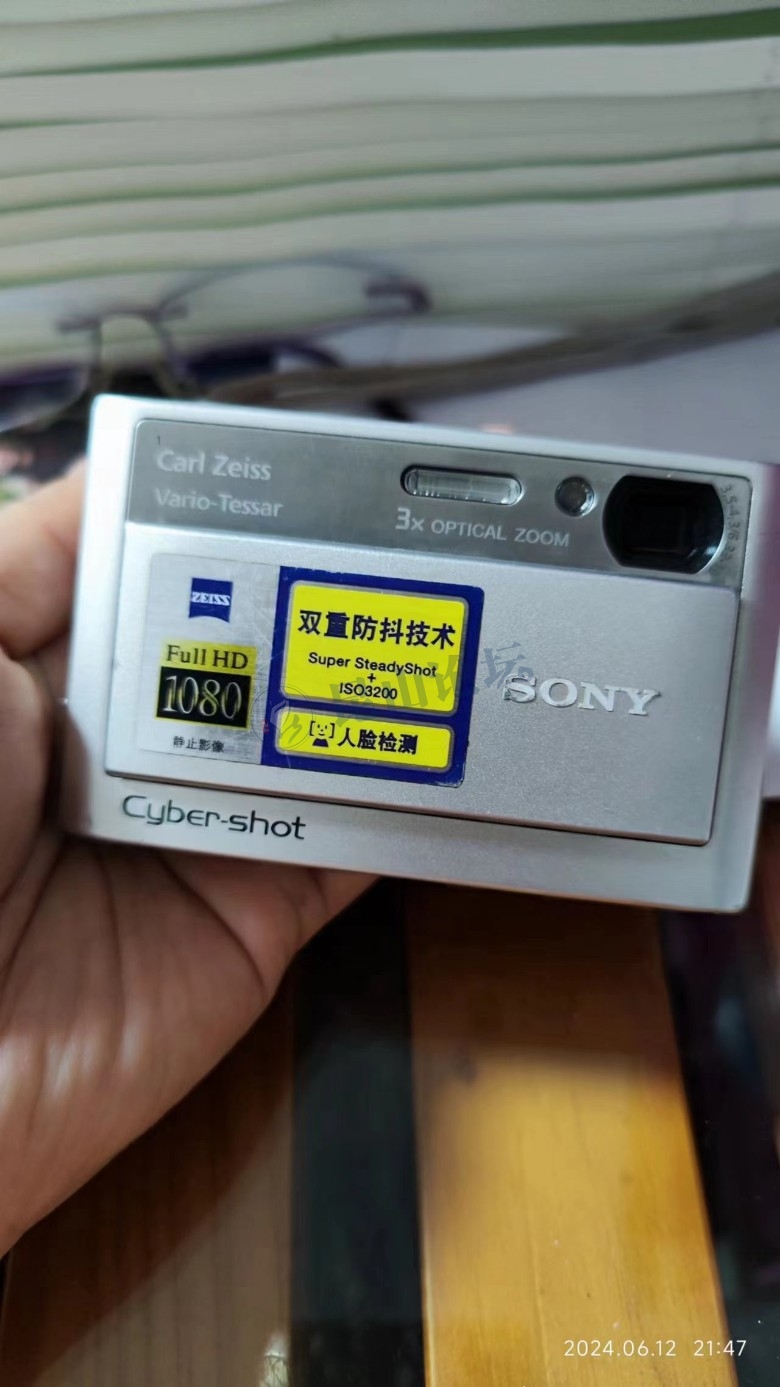 Carl Zeiss
Vario-Tessar
3x OPTICAL ZOOM
ZEISS
Full HD
1080
静止影像
双重防抖技术
Super SteadyShot
+
ISO3200
人脸检测
SONY
Cyber-shot
2024.06.12 21:47